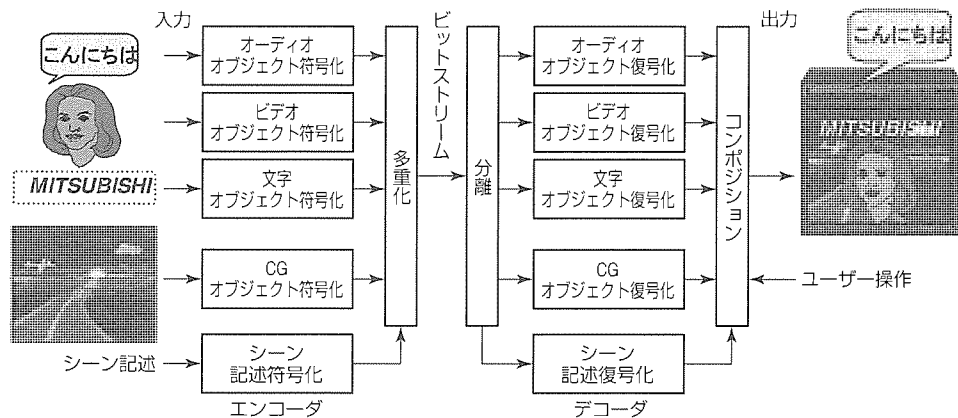 入力
こんにちは
MITSUBISHI
シーン記述
オーディオ
オブジェクト符号化
ビデオ
オブジェクト符号化
文字
オブジェクト符号化
CG
オブジェクト符号化
シーン
記述符号化
エンコーダ
多重化
ビットストリーム
分離
オーディオ
オブジェクト復号化
ビデオ
オブジェクト復号化
文字
オブジェクト復号化
CG
オブジェクト復号化
シーン
記述復号化
デコーダ
コンポジション
出力
こんにちは
MITSUBISHI
ユーザー操作